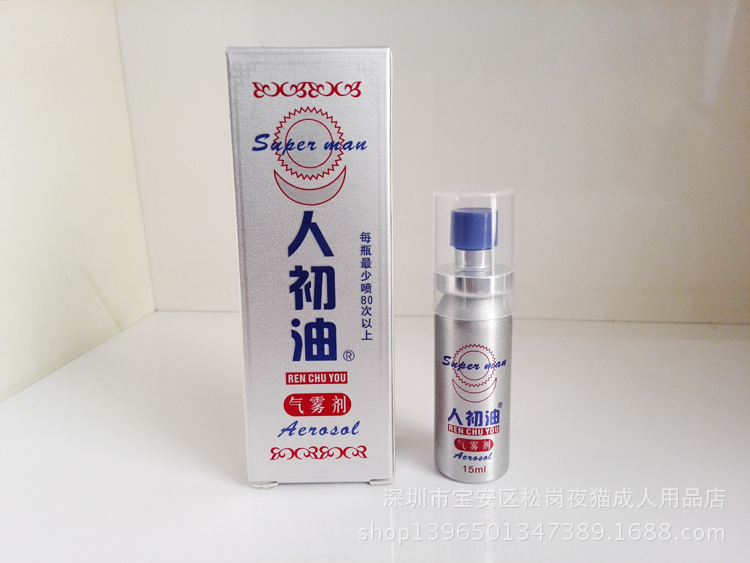 Super man
人初油®
每瓶最少喷80次以上
REN CHU YOU
气雾剂
Aerosol
Super man
人初油®
REN CHU YOU
气雾剂
Aerosol
15ml
深圳市宝安区松岗夜猫成人用品店
shop1396501347389.1688.com